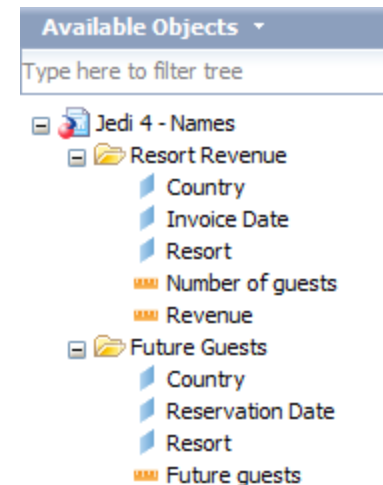 Available Objects
Type here to filter tree
Jedi 4 - Names
Resort Revenue
Country
Invoice Date
Resort
Number of guests
Revenue
Future Guests
Country
Reservation Date
Resort
Future guests